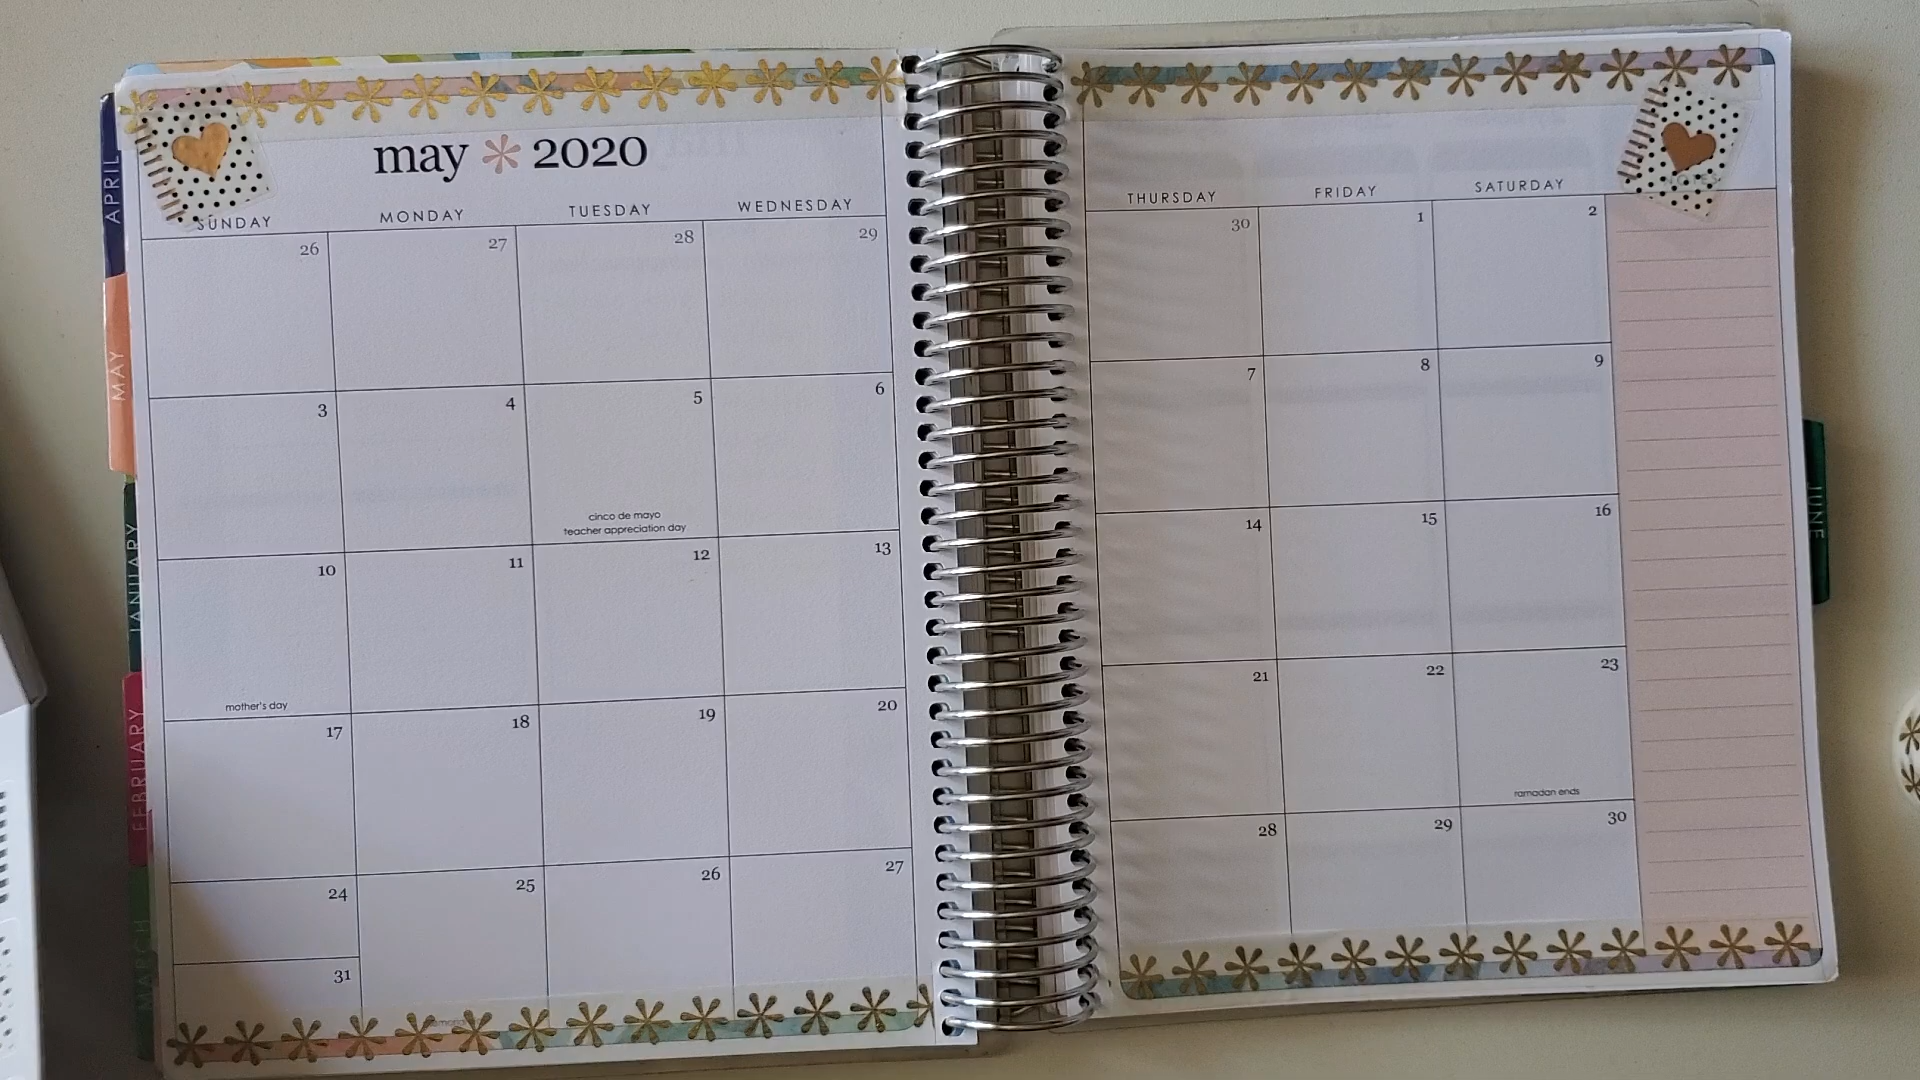 may * 2020
SUNDAY MONDAY TUESDAY WEDNESDAY THURSDAY FRIDAY SATURDAY
26 27 28 29 30 1 2
3 4 5 6 7 8 9
cinco de mayo
teacher appreciation day
10 11 12 13 14 15 16
mother's day
17 18 19 20 21 22 23
ramadan ends
24 25 26 27 28 29 30
31
APRIL
MAY
JANUARY
FEBRUARY
MARCH
JUNE